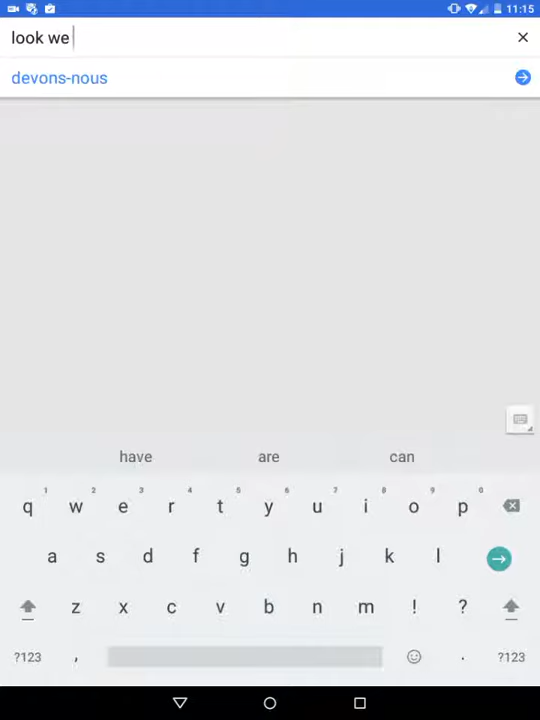 11:15
look we
devons-nous
have are can
1 2 3 4 5 6 7 8 9 0
q w e r t y u i o p
a s d f g h j k l
z x c v b n m ! ?
?123 , . ?123